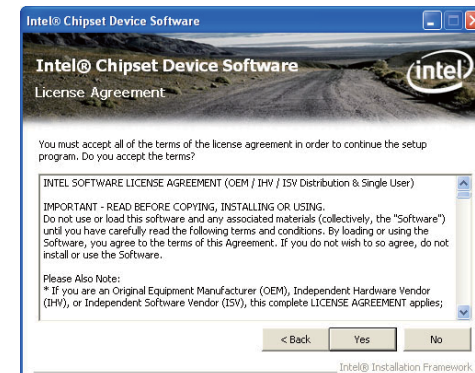 Intel® Chipset Device Software
Intel® Chipset Device Software
License Agreement
intel
You must accept all of the terms of the license agreement in order to continue the setup
program. Do you accept the terms?
INTEL SOFTWARE LICENSE AGREEMENT (OEM / IHV / ISV Distribution & Single User)
IMPORTANT - READ BEFORE COPYING, INSTALLING OR USING.
Do not use or load this software and any associated materials (collectively, the "Software")
until you have carefully read the following terms and conditions. By loading or using the
Software, you agree to the terms of this Agreement. If you do not wish to so agree, do not
install or use the Software.
Please Also Note:
* If you are an Original Equipment Manufacturer (OEM), Independent Hardware Vendor
(IHV), or Independent Software Vendor (ISV), this complete LICENSE AGREEMENT applies;
< Back Yes No
Intel® Installation Framework